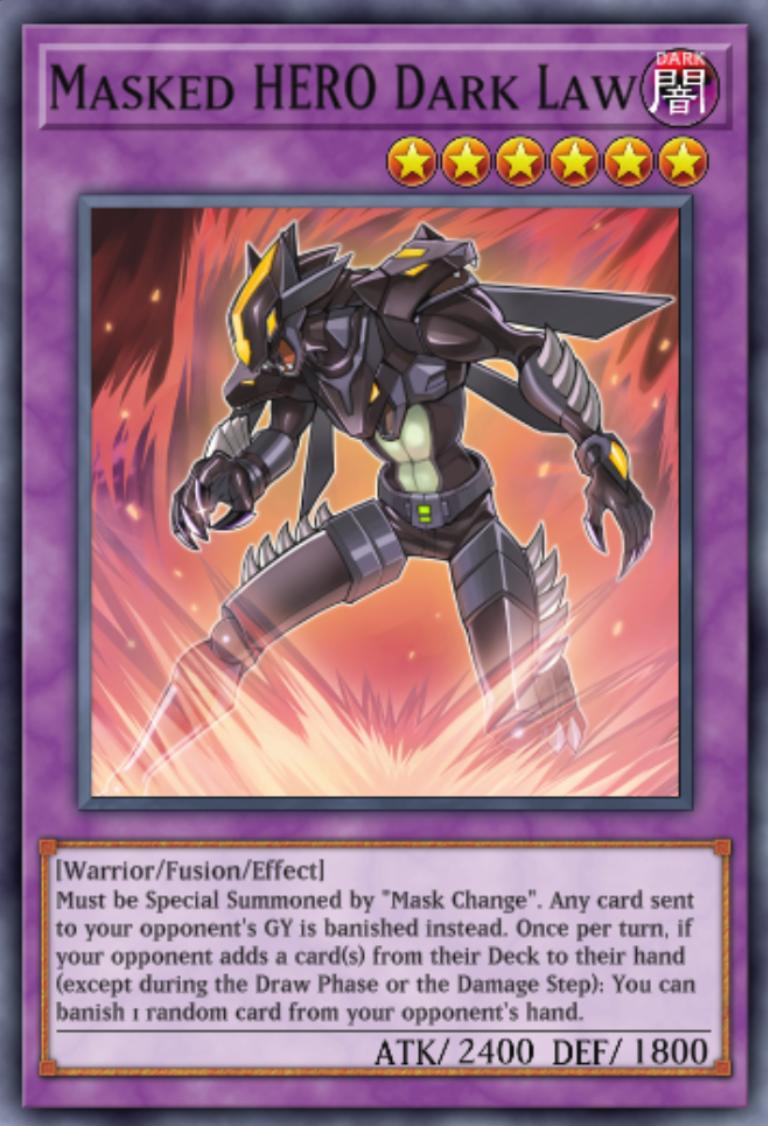 Masked HERO Dark Law
DARK
闇
[Warrior/Fusion/Effect]
Must be Special Summoned by "Mask Change". Any card sent
to your opponent's GY is banished instead. Once per turn, if
your opponent adds a card(s) from their Deck to their hand
(except during the Draw Phase or the Damage Step): You can
banish 1 random card from your opponent's hand.
ATK/ 2400 DEF/ 1800